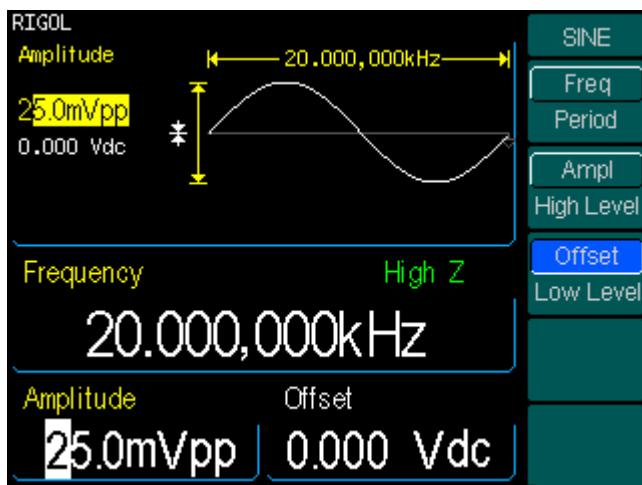 RIGOL
Amplitude
20.000,000kHz
25.0mVpp
0.000 Vdc
Frequency
High Z
20.000,000kHz
Amplitude
Offset
25.0mVpp
0.000 Vdc
SINE
Freq
Period
Ampl
High Level
Offset
Low Level